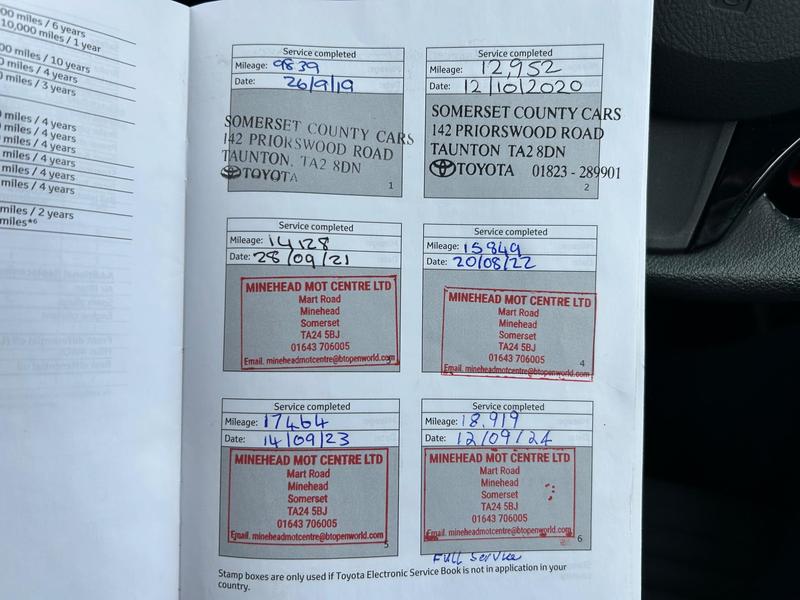 000 miles / 6 years
10,000 miles / 1 year
000 miles / 10 years
miles / 4 years
miles / 3 years
miles / 4 years
miles / 4 years
miles / 4 years
miles / 4 years
miles / 4 years
miles / 4 years
miles / 2 years
miles*6
Service completed
Mileage: 9839
Date: 26/9/19
SOMERSET COUNTY CARS
142 PRIORSWOOD ROAD
TAUNTON, TA2 8DN
TOYOTA
1
Service completed
Mileage: 12,952
Date: 12/10/2020
SOMERSET COUNTY CARS
142 PRIORSWOOD ROAD
TAUNTON TA2 8DN
TOYOTA 01823 - 289901
2
Service completed
Mileage: 14128
Date: 28/09/21
MINEHEAD MOT CENTRE LTD
Mart Road
Minehead
Somerset
TA24 5BJ
01643 706005
Email. mineheadmotcentre@btopenworld.com
3
Service completed
Mileage: 15849
Date: 20/08/22
MINEHEAD MOT CENTRE LTD
Mart Road
Minehead
Somerset
TA24 5BJ
01643 706005
Email. mineheadmotcentre@btopenworld.com
4
Service completed
Mileage: 17464
Date: 14/09/23
MINEHEAD MOT CENTRE LTD
Mart Road
Minehead
Somerset
TA24 5BJ
01643 706005
Email. mineheadmotcentre@btopenworld.com
5
Service completed
Mileage: 18,919
Date: 12/09/24
MINEHEAD MOT CENTRE LTD
Mart Road
Minehead
Somerset
TA24 5BJ
01643 706005
Email. mineheadmotcentre@btopenworld.com
6
Full Service
Stamp boxes are only used if Toyota Electronic Service Book is not in application in your
country.